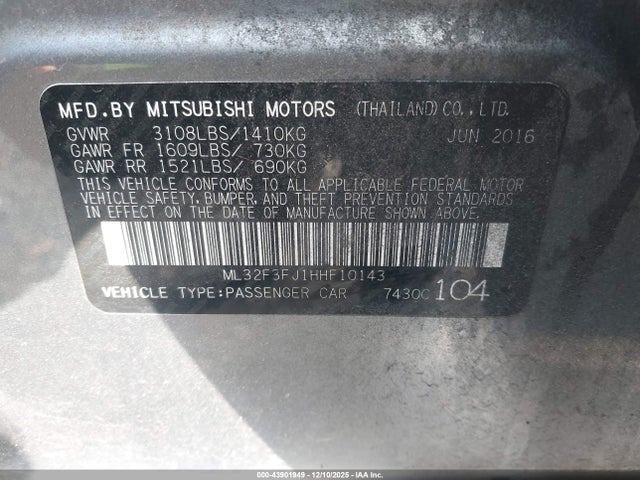 MFD.BY MITSUBISHI MOTORS (THAILAND) CO., LTD.
GVWR 3108LBS/1410KG JUN 2016
GAWR FR 1609LBS/ 730KG
GAWR RR 1521LBS/ 690KG
THIS VEHICLE CONFORMS TO ALL APPLICABLE FEDERAL MOTOR
VEHICLE SAFETY, BUMPER, AND THEFT PREVENTION STANDARDS
IN EFFECT ON THE DATE OF MANUFACTURE SHOWN ABOVE.
ML32F3FJ1HHF10143
VEHICLE TYPE:PASSENGER CAR 7430C 104
000-43901949 - 12/10/2025 - IAAI.COM